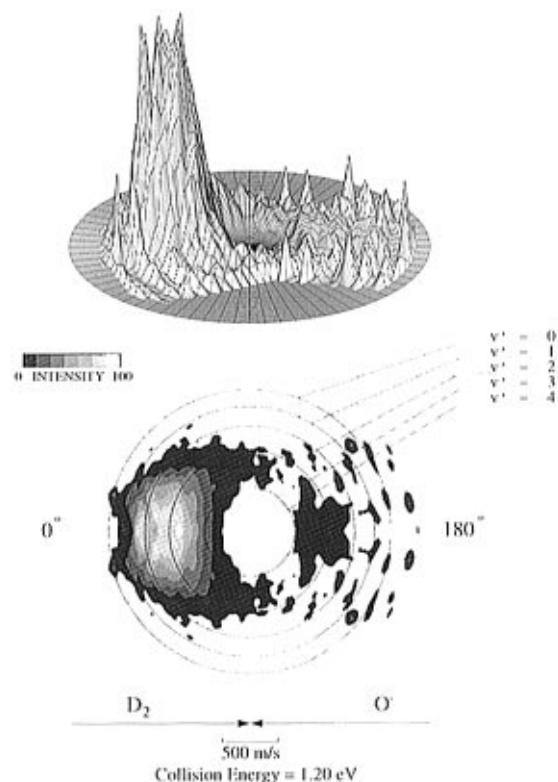 v' = 0
v' = 1
v' = 2
v' = 3
v' = 4
0 INTENSITY 100
0°
180°
D2
O-
500 m/s
Collision Energy = 1.20 eV